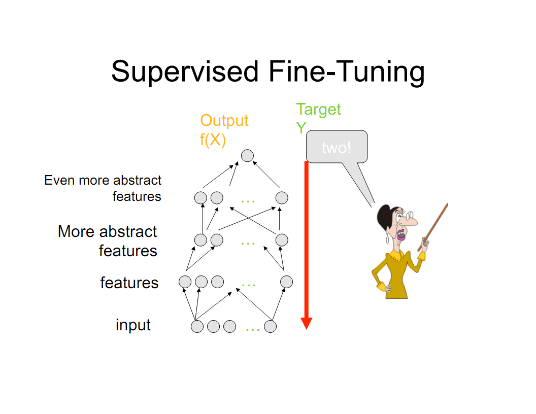 Supervised Fine-Tuning
Output
f(X)
Target
Y
two!
Even more abstract
features
...
More abstract
features
...
features
...
input
...